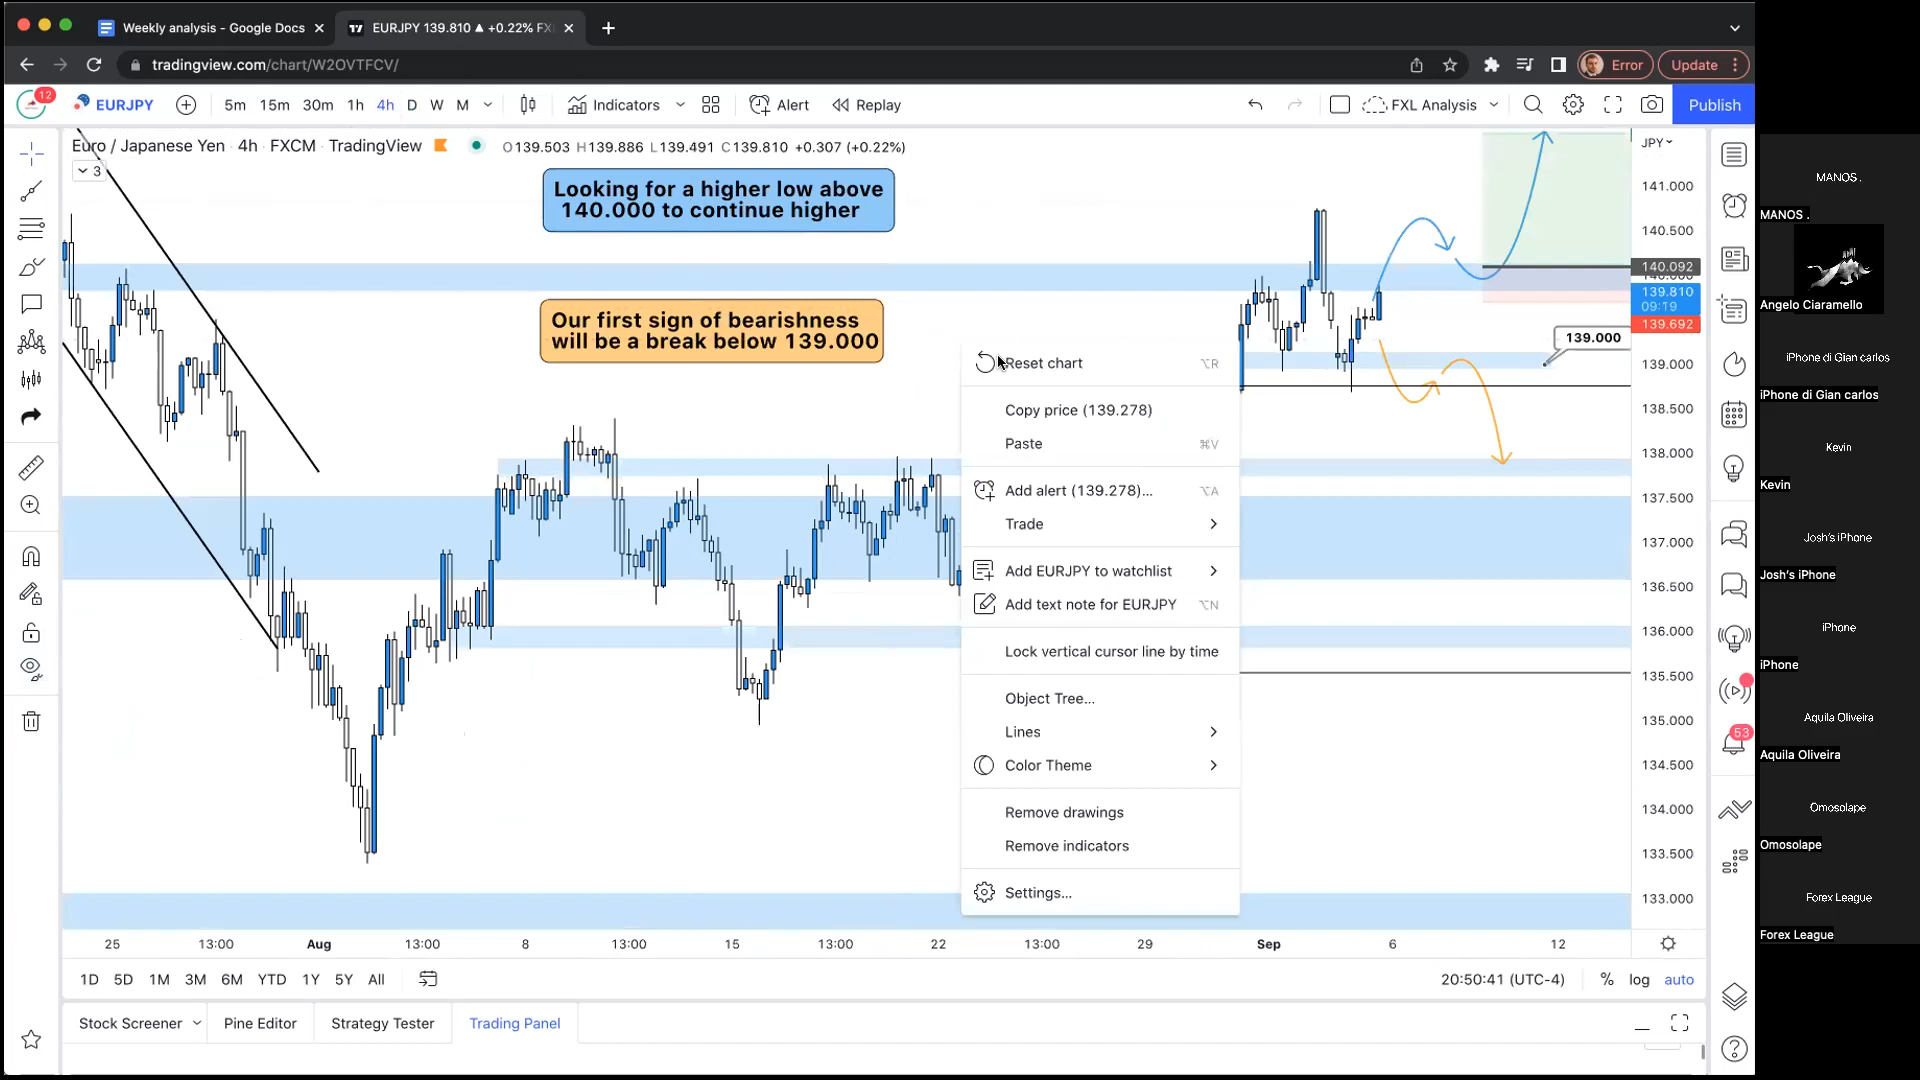 Weekly analysis - Google Docs
EURJPY 139.810 ▲ +0.22% FX
tradingview.com/chart/W2OVTFCV/
Error
Update
12
EURJPY
5m 15m 30m 1h 4h D W M
Indicators
Alert
Replay
FXL Analysis
Publish
Euro / Japanese Yen · 4h · FXCM · TradingView
O139.503 H139.886 L139.491 C139.810 +0.307 (+0.22%)
3
JPY
Looking for a higher low above
140.000 to continue higher
Our first sign of bearishness
will be a break below 139.000
139.000
Reset chart ⌥R
Copy price (139.278)
Paste ⌘V
Add alert (139.278)... ⌥A
Trade
Add EURJPY to watchlist
Add text note for EURJPY ⌥N
Lock vertical cursor line by time
Object Tree...
Lines
Color Theme
Remove drawings
Remove indicators
Settings...
141.000
140.500
140.092
139.810
09:19
139.692
139.000
138.500
138.000
137.500
137.000
136.500
136.000
135.500
135.000
134.500
134.000
133.500
133.000
25 13:00 Aug 13:00 8 13:00 15 13:00 22 13:00 29 Sep 6 12
1D 5D 1M 3M 6M YTD 1Y 5Y All
20:50:41 (UTC-4)
% log auto
Stock Screener
Pine Editor
Strategy Tester
Trading Panel
53
MANOS .
MANOS .
Angelo Ciaramello
iPhone di Gian carlos
iPhone di Gian carlos
Kevin
Kevin
Josh's iPhone
Josh's iPhone
iPhone
iPhone
Aquila Oliveira
Aquila Oliveira
Omosolape
Omosolape
Forex League
Forex League